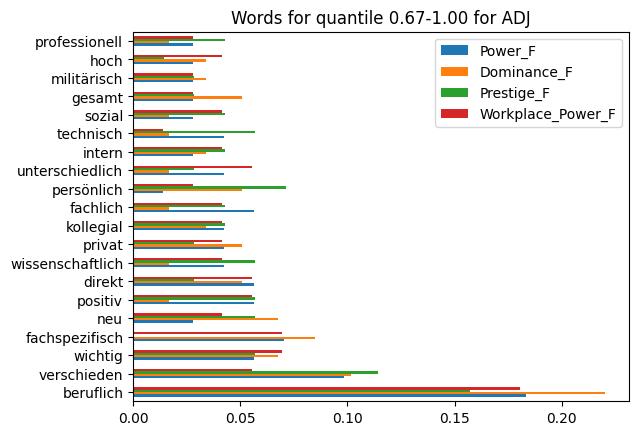 Words for quantile 0.67-1.00 for ADJ
professionell
hoch
militärisch
gesamt
sozial
technisch
intern
unterschiedlich
persönlich
fachlich
kollegial
privat
wissenschaftlich
direkt
positiv
neu
fachspezifisch
wichtig
verschieden
beruflich
Power_F
Dominance_F
Prestige_F
Workplace_Power_F
0.00 0.05 0.10 0.15 0.20